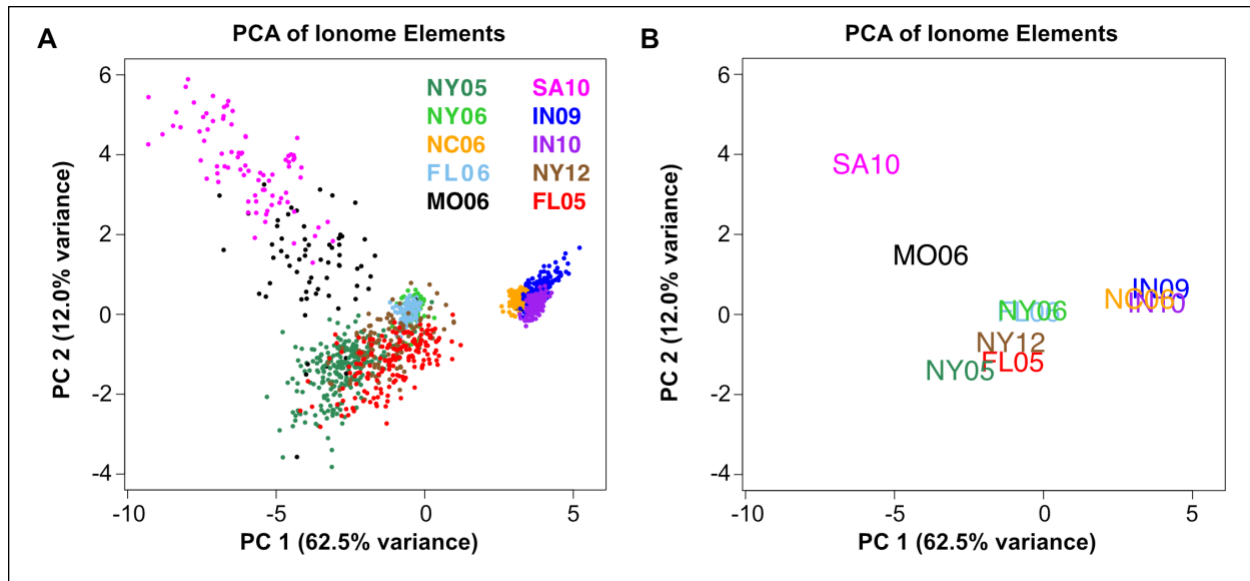 A
PCA of Ionome Elements
PC 2 (12.0% variance)
6
4
2
0
-2
-4
NY05 SA10
NY06 IN09
NC06 IN10
FL06 NY12
MO06 FL05
-10 -5 0 5
PC 1 (62.5% variance)
B
PCA of Ionome Elements
PC 2 (12.0% variance)
6
4
2
0
-2
-4
SA10
MO06
IN09
NC06
IN10
NY06
FL06
NY12
FL05
NY05
-10 -5 0 5
PC 1 (62.5% variance)